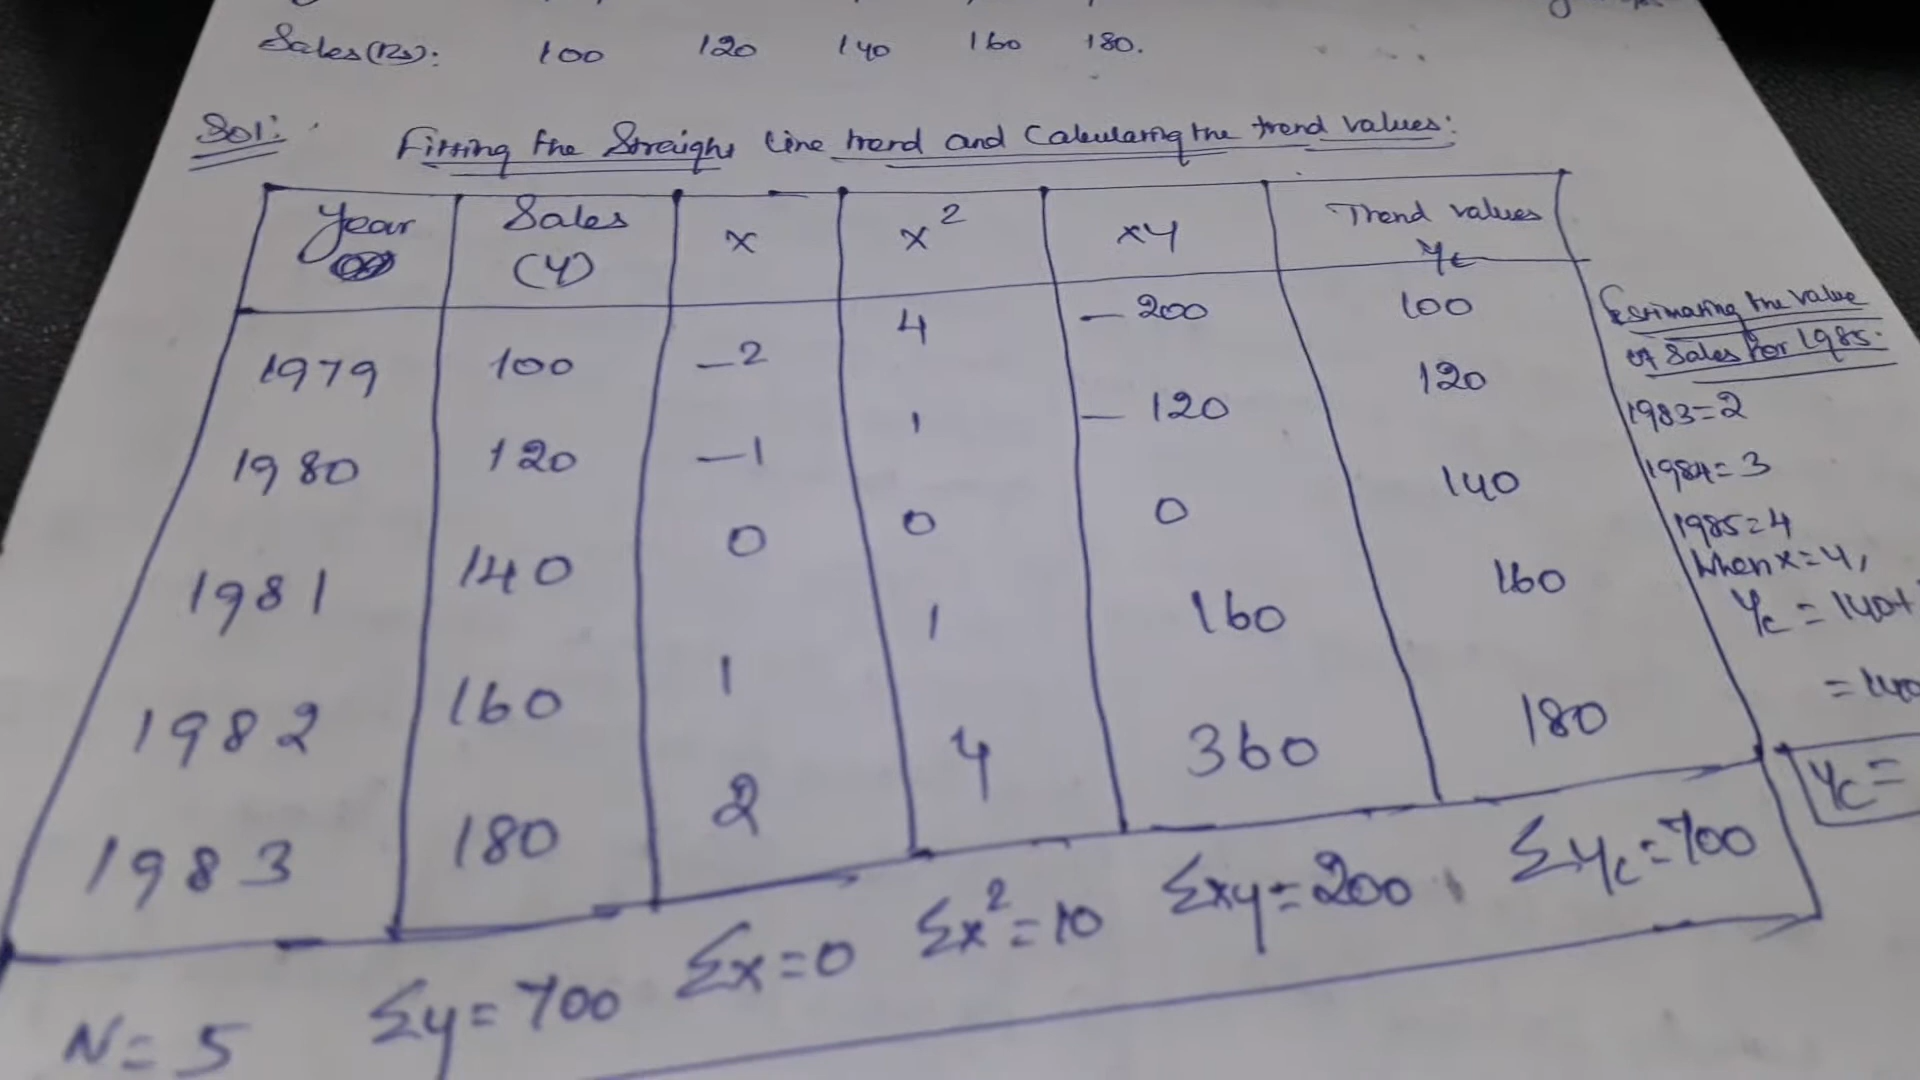 Sales(Rs): 100 120 140 160 180.
Sol:
Fitting the Straight line trend and Calculating the trend values:
Year Sales (Y) x x² xy Trend values Yc
1979 100 -2 4 -200 100
1980 120 -1 1 -120 120
1981 140 0 0 0 140
1982 160 1 1 160 160
1983 180 2 4 360 180
N=5 Σy=700 Σx=0 Σx²=10 Σxy=200 Σyc=700
Estimating the value
of Sales for 1985:
1983=2
1984=3
1985=4
When x=4,
Yc = 140+
= 140
Yc =